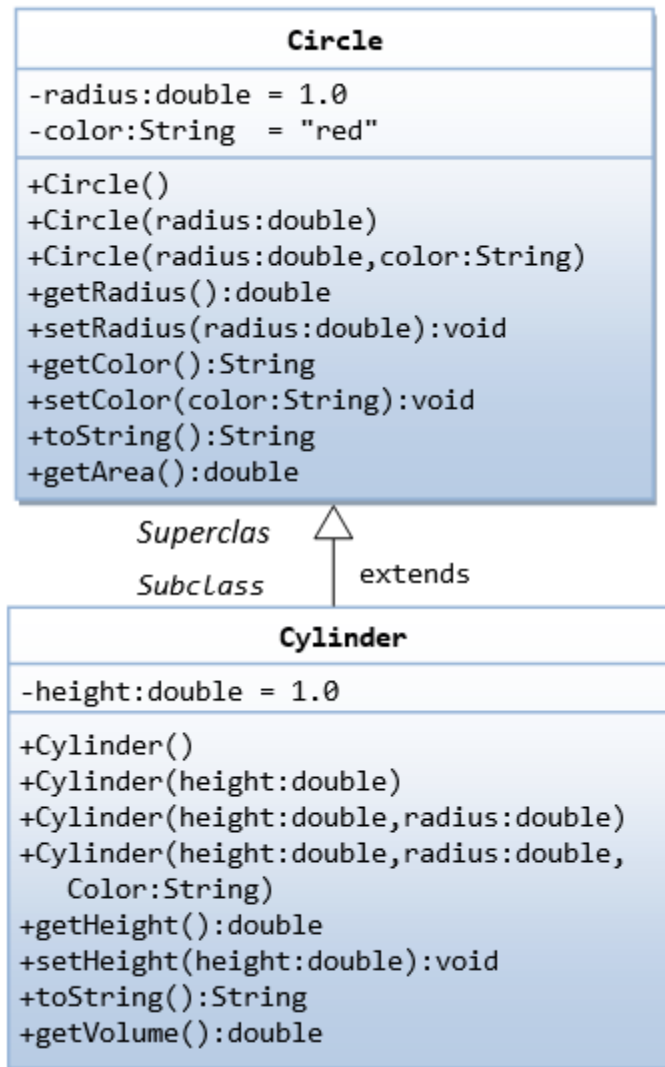 Circle
-radius:double = 1.0
-color:String  = "red"
+Circle()
+Circle(radius:double)
+Circle(radius:double,color:String)
+getRadius():double
+setRadius(radius:double):void
+getColor():String
+setColor(color:String):void
+toString():String
+getArea():double
Superclas
Subclass
extends
Cylinder
-height:double = 1.0
+Cylinder()
+Cylinder(height:double)
+Cylinder(height:double,radius:double)
+Cylinder(height:double,radius:double,
Color:String)
+getHeight():double
+setHeight(height:double):void
+toString():String
+getVolume():double